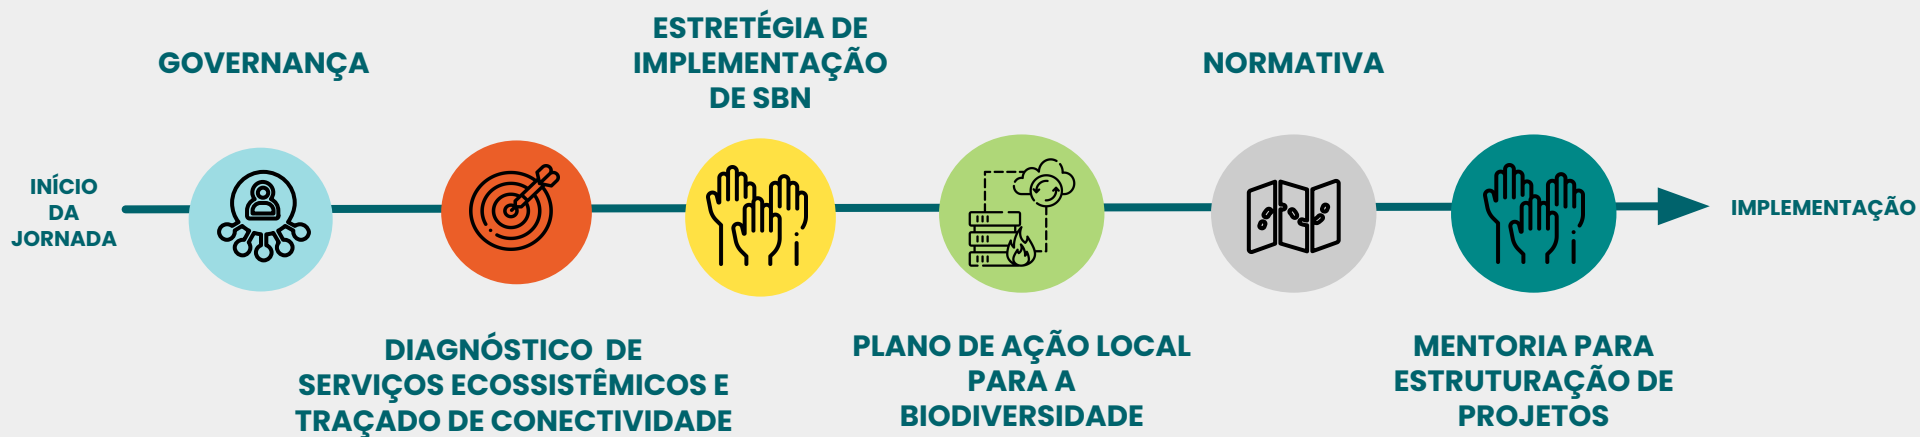 INÍCIO
DA
JORNADA
GOVERNANÇA
DIAGNÓSTICO DE
SERVIÇOS ECOSSISTÊMICOS E
TRAÇADO DE CONECTIVIDADE
ESTRETÉGIA DE
IMPLEMENTAÇÃO
DE SBN
PLANO DE AÇÃO LOCAL
PARA A
BIODIVERSIDADE
NORMATIVA
MENTORIA PARA
ESTRUTURAÇÃO DE
PROJETOS
IMPLEMENTAÇÃO